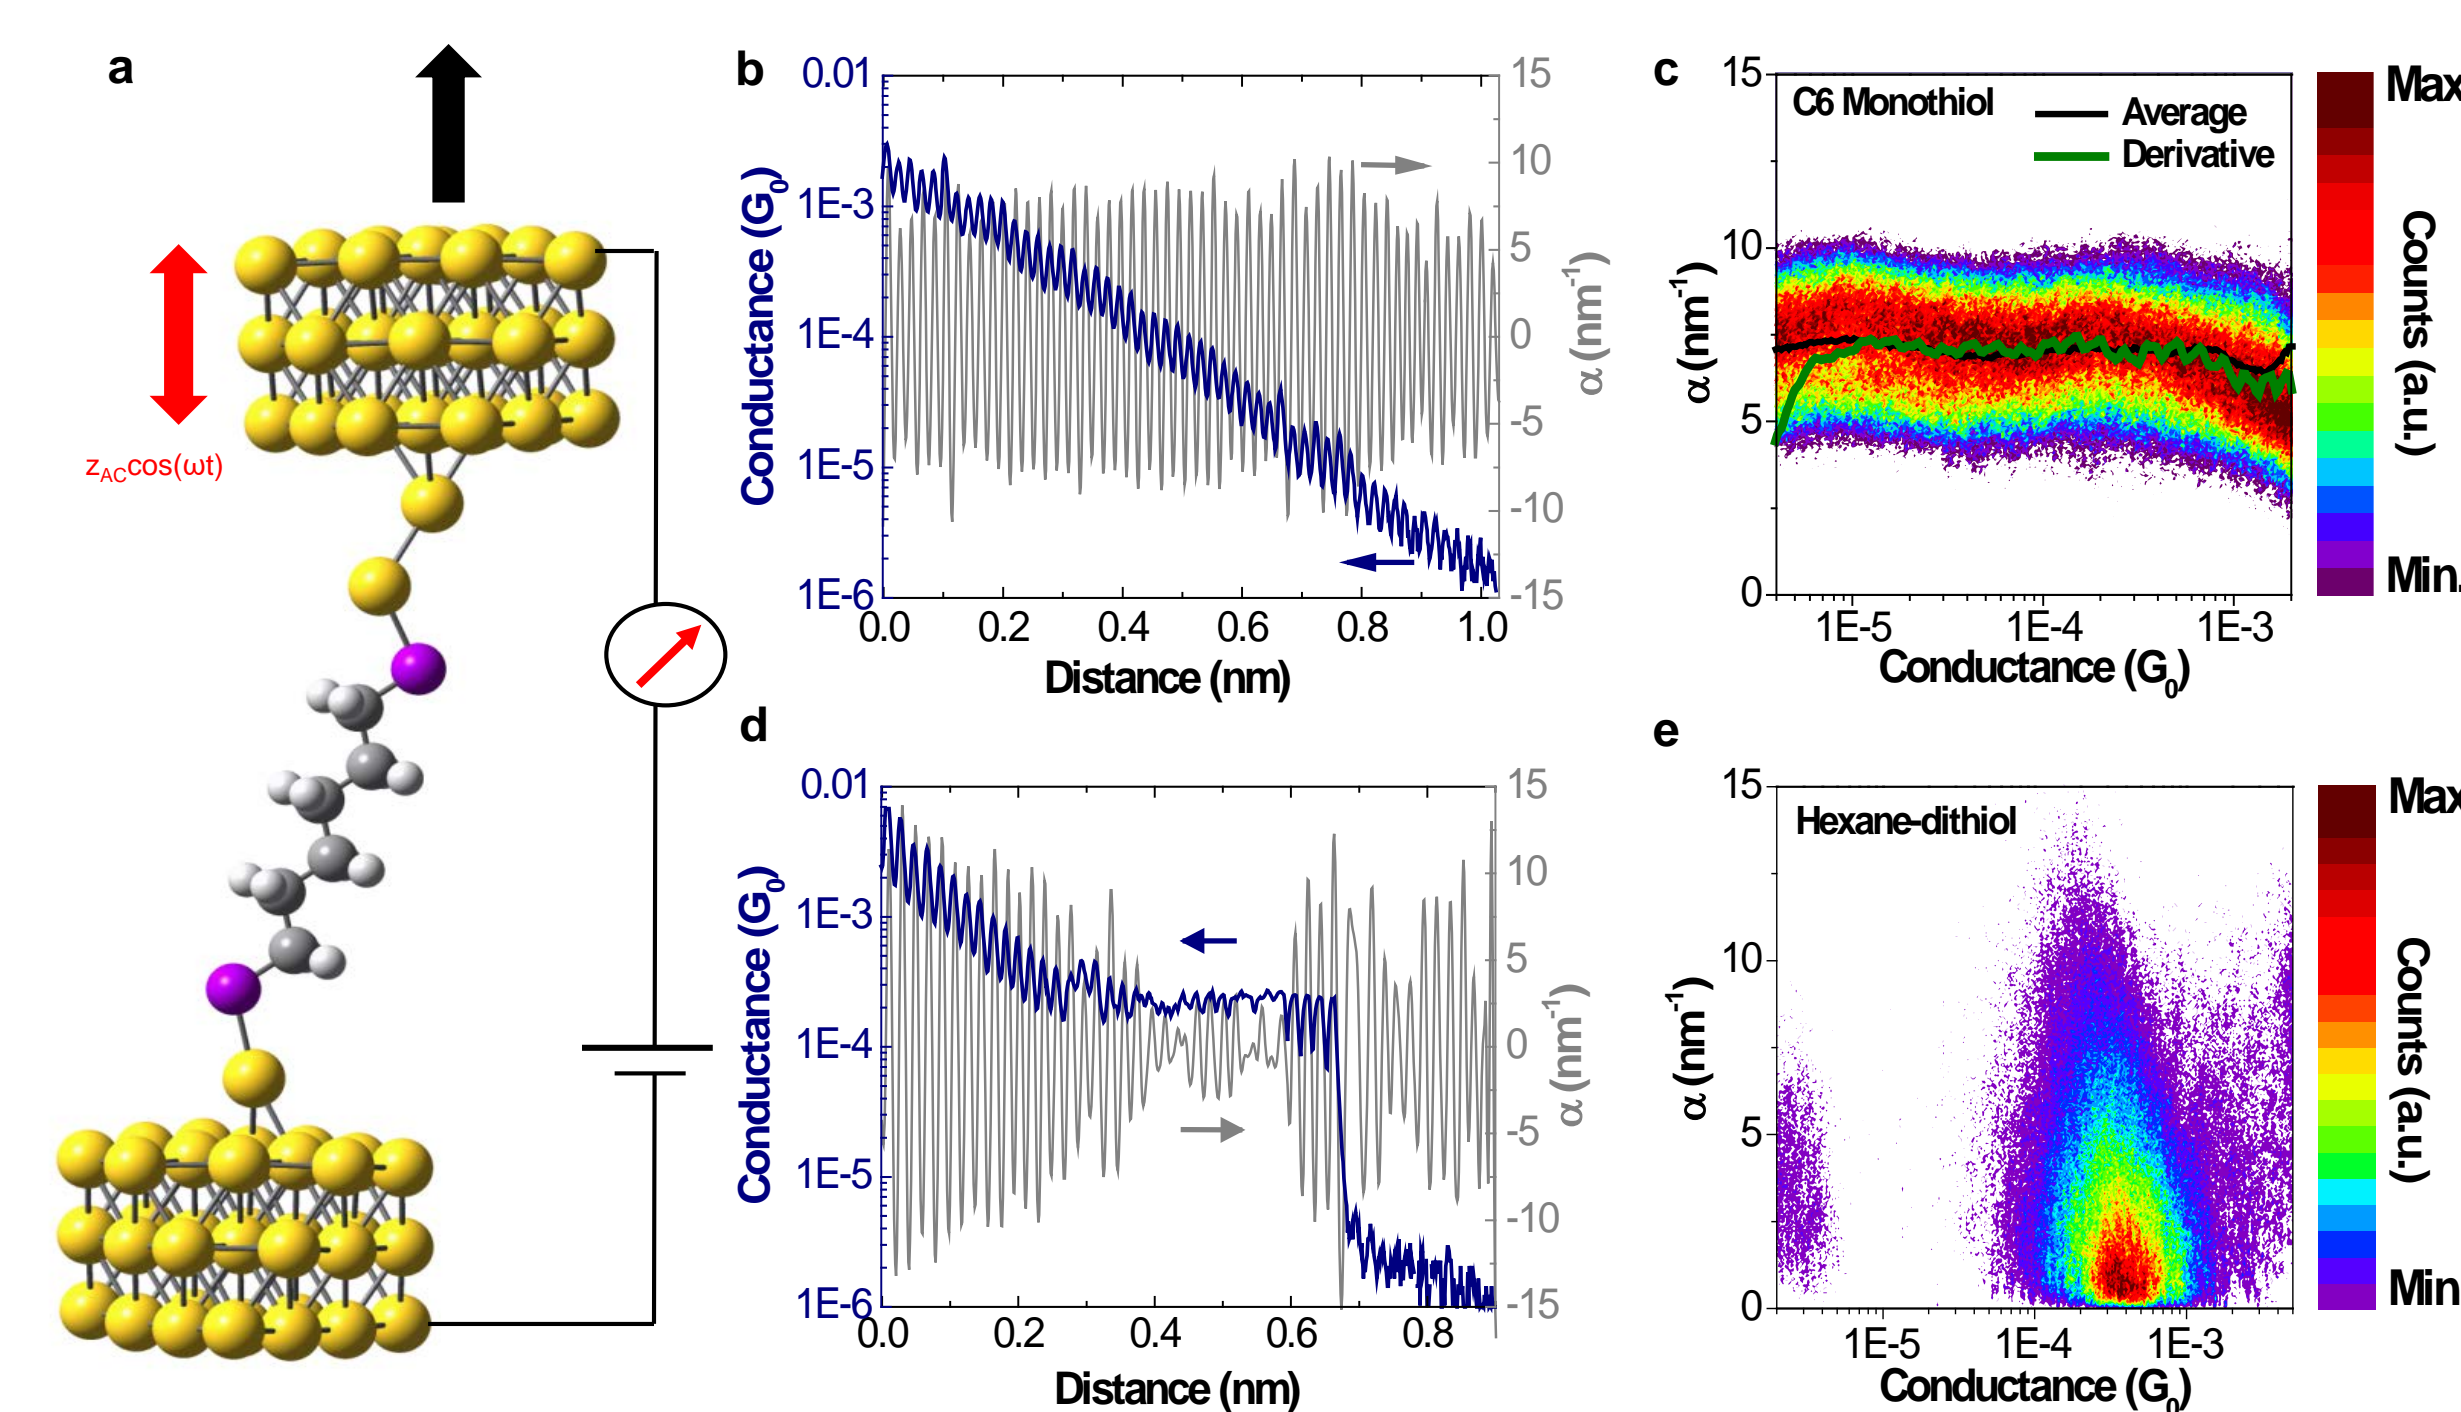 a
z_ACcos(ωt)
b
0.01
1E-3
1E-4
1E-5
1E-6
Conductance (G₀)
15
10
5
0
-5
-10
-15
α (nm⁻¹)
0.0 0.2 0.4 0.6 0.8 1.0
Distance (nm)
c
15
10
5
0
α (nm⁻¹)
C6 Monothiol
Average
Derivative
1E-5 1E-4 1E-3
Conductance (G₀)
Max
Counts (a.u.)
Min.
d
0.01
1E-3
1E-4
1E-5
1E-6
Conductance (G₀)
15
10
5
0
-5
-10
-15
α (nm⁻¹)
0.0 0.2 0.4 0.6 0.8
Distance (nm)
e
15
10
5
0
α (nm⁻¹)
Hexane-dithiol
1E-5 1E-4 1E-3
Conductance (G₀)
Max
Counts (a.u.)
Min